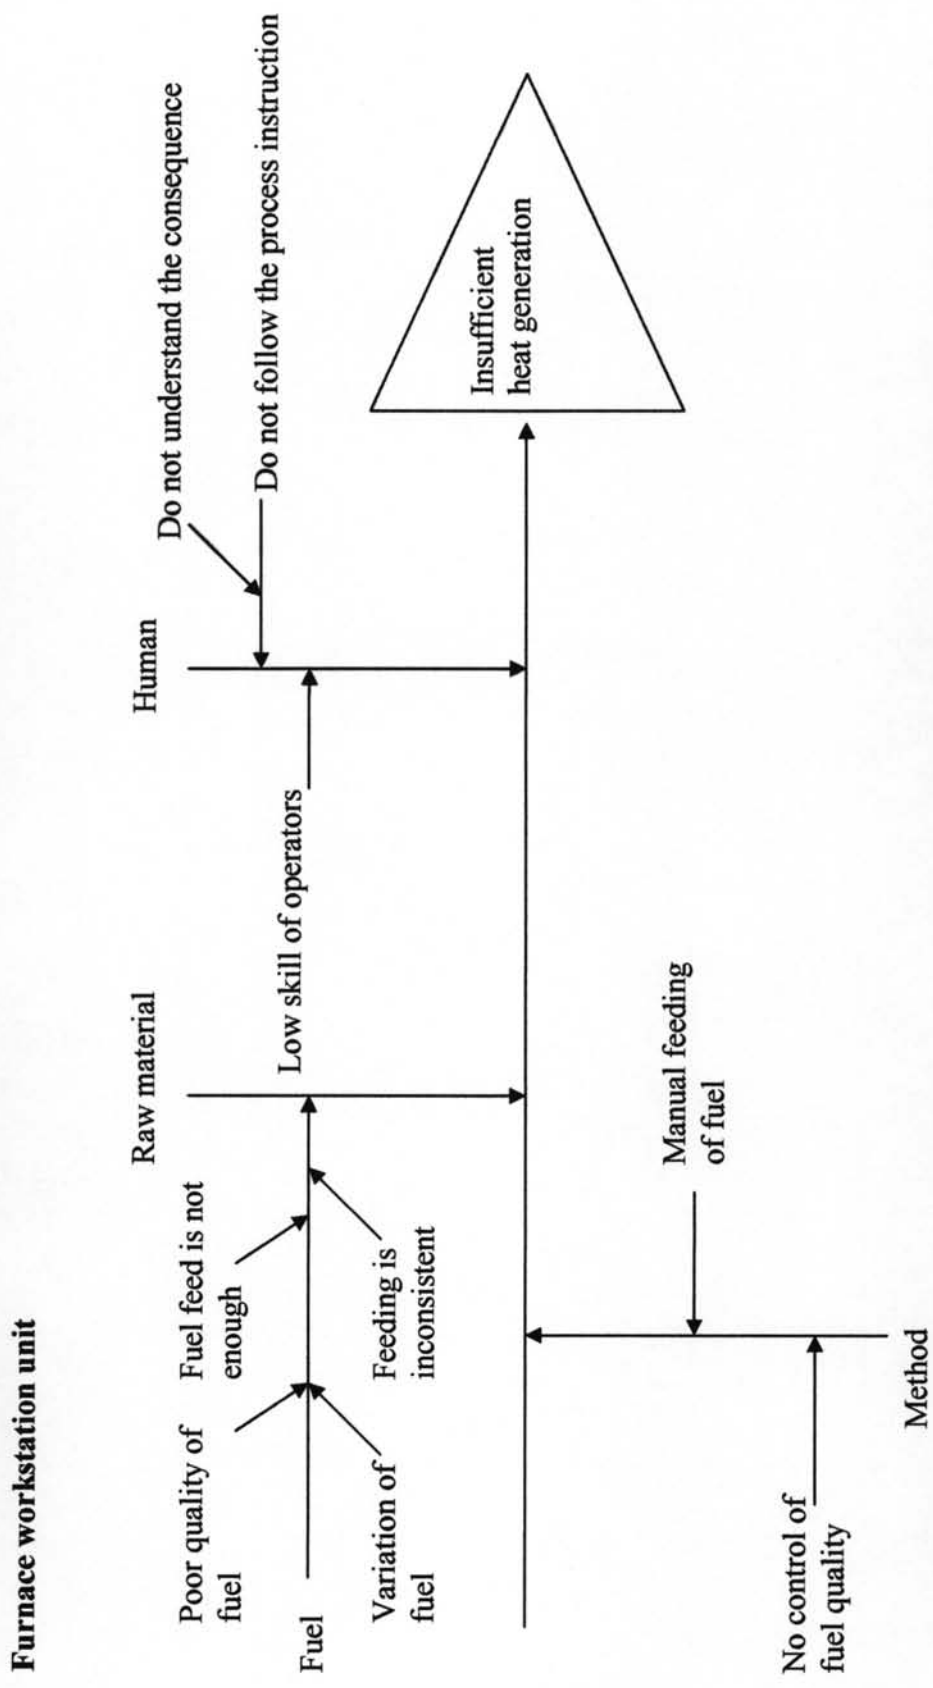 Furnace workstation unit
Raw material
Human
Poor quality of
fuel
Fuel feed is not
enough
Do not understand the consequence
Do not follow the process instruction
Fuel
Low skill of operators
Variation of
fuel
Feeding is
inconsistent
Insufficient
heat generation
Manual feeding
of fuel
No control of
fuel quality
Method